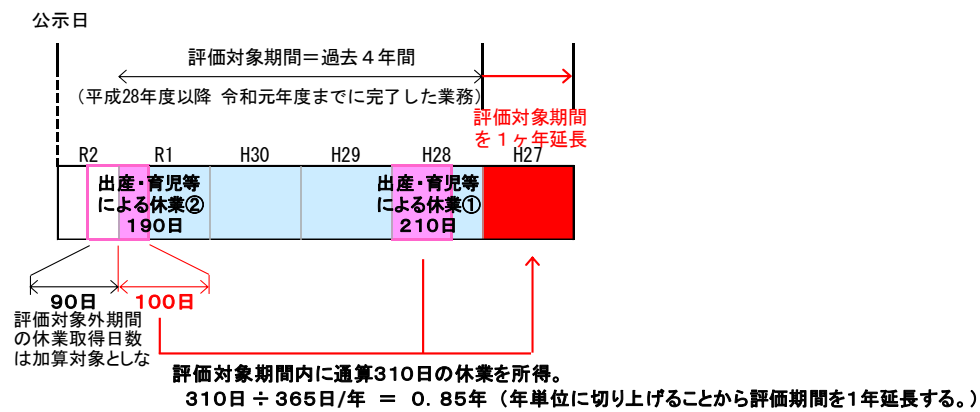 公示日
評価対象期間＝過去４年間
（平成28年度以降 令和元年度までに完了した業務）
評価対象期間
を１ヶ年延長
R2 R1 H30 H29 H28 H27
出産・育児等
による休業②
１９０日
出産・育児等
による休業①
２１０日
９０日
１００日
評価対象外期間
の休業取得日数
は加算対象としな
評価対象期間内に通算310日の休業を所得。
310日÷365日/年 ＝ ０．８５年（年単位に切り上げることから評価期間を１年延長する。）